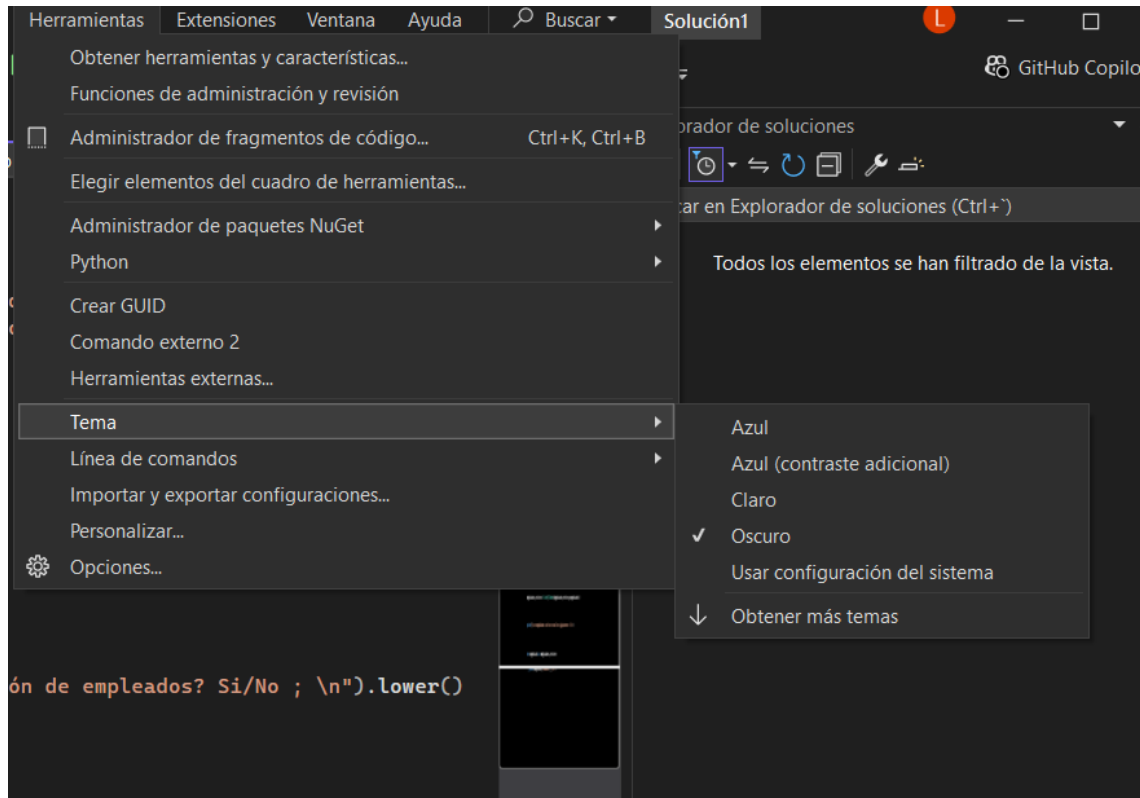 Herramientas Extensiones Ventana Ayuda Buscar Solución1 L
Obtener herramientas y características...
Funciones de administración y revisión
Administrador de fragmentos de código... Ctrl+K, Ctrl+B
Elegir elementos del cuadro de herramientas...
Administrador de paquetes NuGet
Python
Crear GUID
Comando externo 2
Herramientas externas...
Tema
Línea de comandos
Importar y exportar configuraciones...
Personalizar...
Opciones...
GitHub Copilo
orador de soluciones
car en Explorador de soluciones (Ctrl+`)
Todos los elementos se han filtrado de la vista.
Azul
Azul (contraste adicional)
Claro
Oscuro
Usar configuración del sistema
Obtener más temas
ón de empleados? Si/No ; \n").lower()